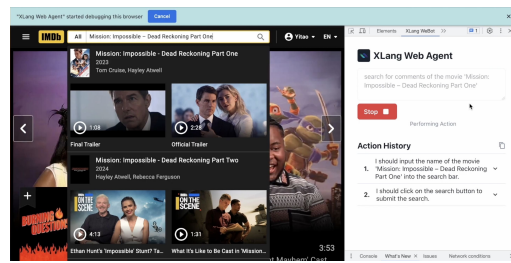 "XLang Web Agent" started debugging this browser
Cancel
IMDb
All
Mission: Impossible – Dead Reckoning Part One
Yitao
EN
Mission: Impossible - Dead Reckoning Part One
2023
Tom Cruise, Hayley Atwell
1:08
2:28
Final Trailer
Official Trailer
Mission: Impossible - Dead Reckoning Part Two
2024
Hayley Atwell, Rebecca Ferguson
ON THE SCENE
ON THE SCENE
4:13
1:31
Ethan Hunt's 'Impossible' Stunt? Ta...
What It's Like to Be Cast in 'Mission...
BURNING
QUESTIONS
3:53
Mayhem' Cast
Elements
XLang WebBot
1
XLang Web Agent
search for comments of the movie 'Mission:
Impossible – Dead Reckoning Part One'
Stop
Performing Action
Action History
1.
I should input the name of the movie
'Mission: Impossible – Dead Reckoning
Part One' into the search bar.
2.
I should click on the search button to
submit the search.
Console
What's New
Issues
Network conditions